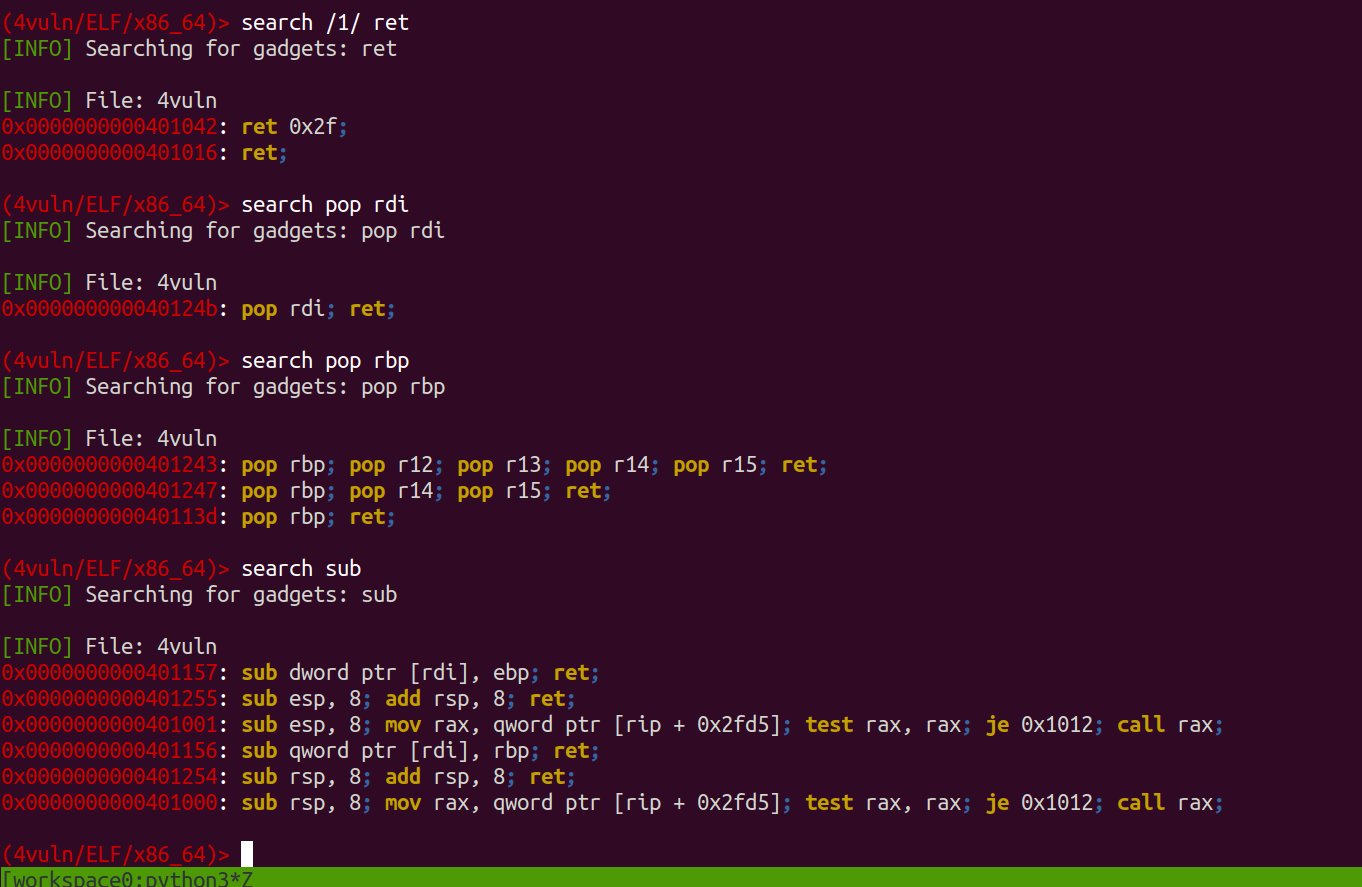 (4vuln/ELF/x86_64)> search /1/ ret
[INFO] Searching for gadgets: ret
[INFO] File: 4vuln
0x0000000000401042: ret 0x2f;
0x0000000000401016: ret;
(4vuln/ELF/x86_64)> search pop rdi
[INFO] Searching for gadgets: pop rdi
[INFO] File: 4vuln
0x000000000040124b: pop rdi; ret;
(4vuln/ELF/x86_64)> search pop rbp
[INFO] Searching for gadgets: pop rbp
[INFO] File: 4vuln
0x0000000000401243: pop rbp; pop r12; pop r13; pop r14; pop r15; ret;
0x0000000000401247: pop rbp; pop r14; pop r15; ret;
0x000000000040113d: pop rbp; ret;
(4vuln/ELF/x86_64)> search sub
[INFO] Searching for gadgets: sub
[INFO] File: 4vuln
0x0000000000401157: sub dword ptr [rdi], ebp; ret;
0x0000000000401255: sub esp, 8; add rsp, 8; ret;
0x0000000000401001: sub esp, 8; mov rax, qword ptr [rip + 0x2fd5]; test rax, rax; je 0x1012; call rax;
0x0000000000401156: sub qword ptr [rdi], rbp; ret;
0x0000000000401254: sub rsp, 8; add rsp, 8; ret;
0x0000000000401000: sub rsp, 8; mov rax, qword ptr [rip + 0x2fd5]; test rax, rax; je 0x1012; call rax;
(4vuln/ELF/x86_64)>
[workspace0:python3*Z